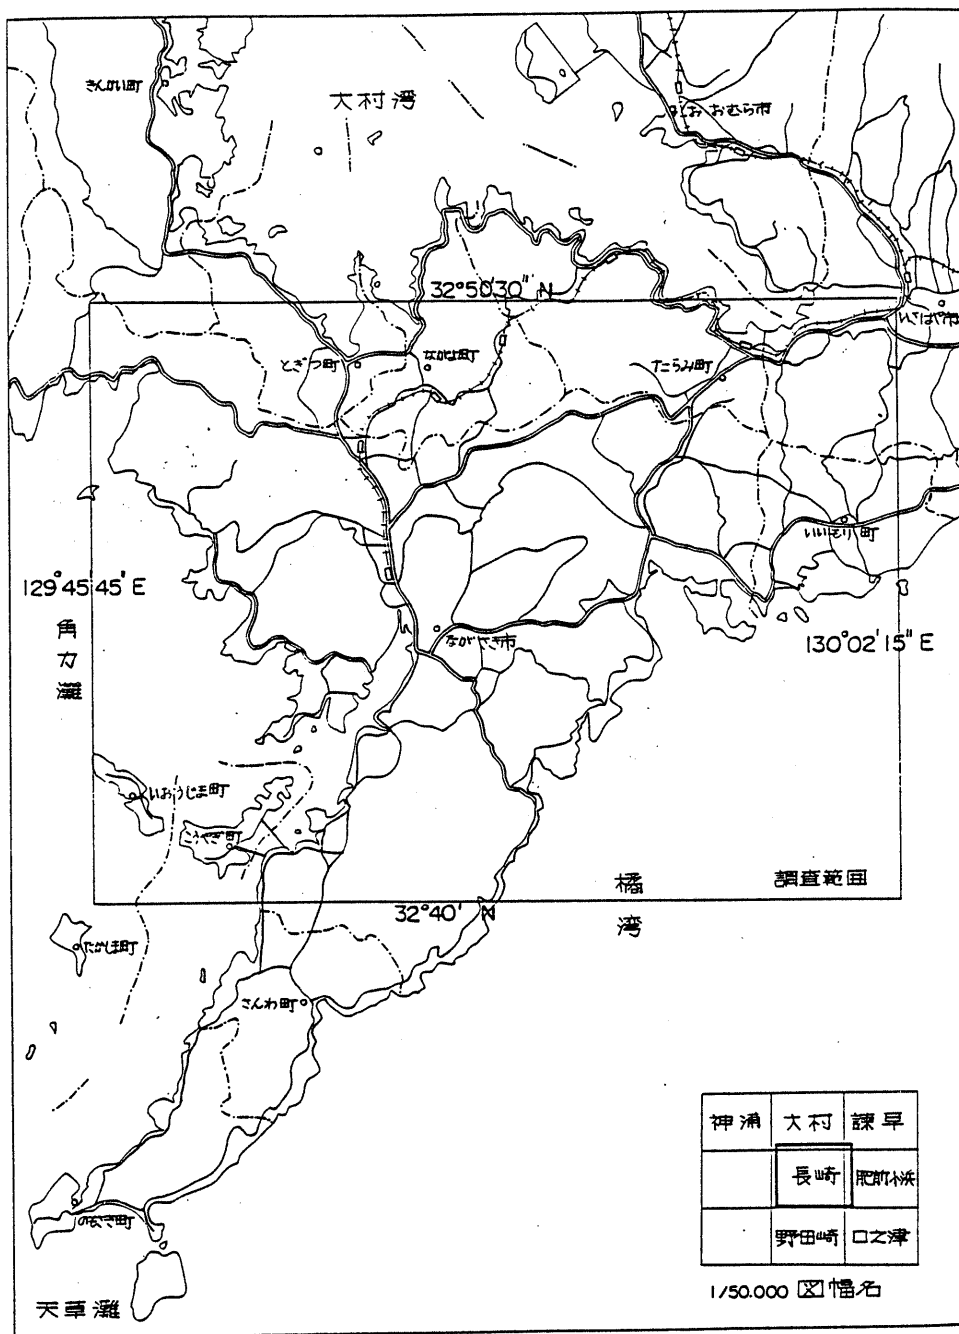 きんかい町
大村湾
おおむら市
32°50'30" N
いさはや市
とぎつ町
ながよ町
たらみ町
いいもり町
129°45'45" E
角力灘
ながさき市
130°02'15" E
いおうじま町
こうやぎ町
橘湾
調査範囲
32°40' N
たかしま町
さんわ町
のもざき町
天草灘
神浦 大村 諫早
長崎 肥前小浜
野田崎 口之津
1/50.000 図幅名